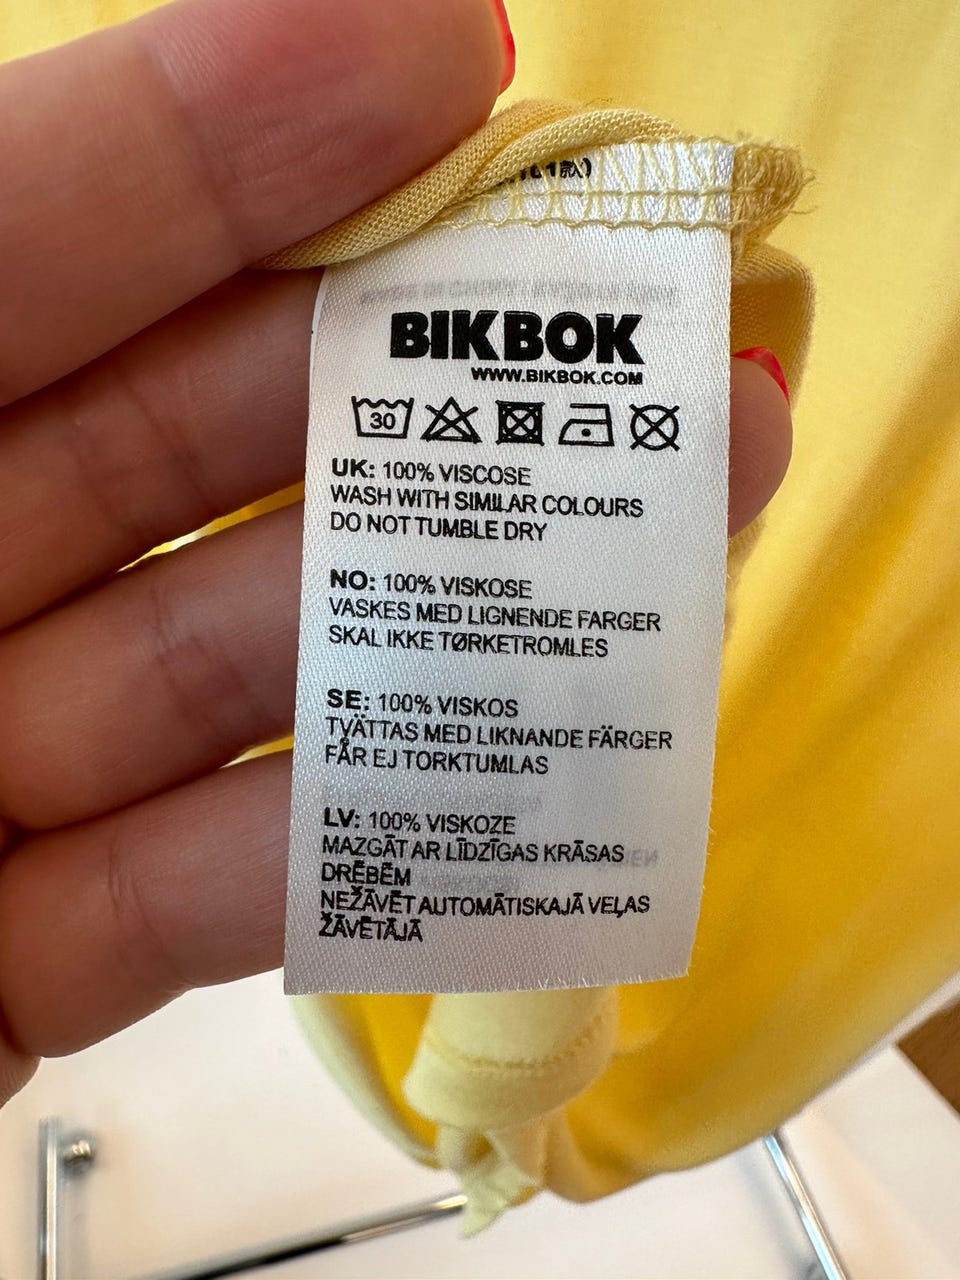 BIKBOK
WWW.BIKBOK.COM
30
UK: 100% VISCOSE
WASH WITH SIMILAR COLOURS
DO NOT TUMBLE DRY
NO: 100% VISKOSE
VASKES MED LIGNENDE FARGER
SKAL IKKE TØRKETROMLES
SE: 100% VISKOS
TVÄTTAS MED LIKNANDE FÄRGER
FÅR EJ TORKTUMLAS
LV: 100% VISKOZE
MAZGĀT AR LĪDZĪGAS KRĀSAS
DRĒBĒM
NEŽĀVĒT AUTOMĀTISKAJĀ VEĻAS
ŽĀVĒTĀJĀ